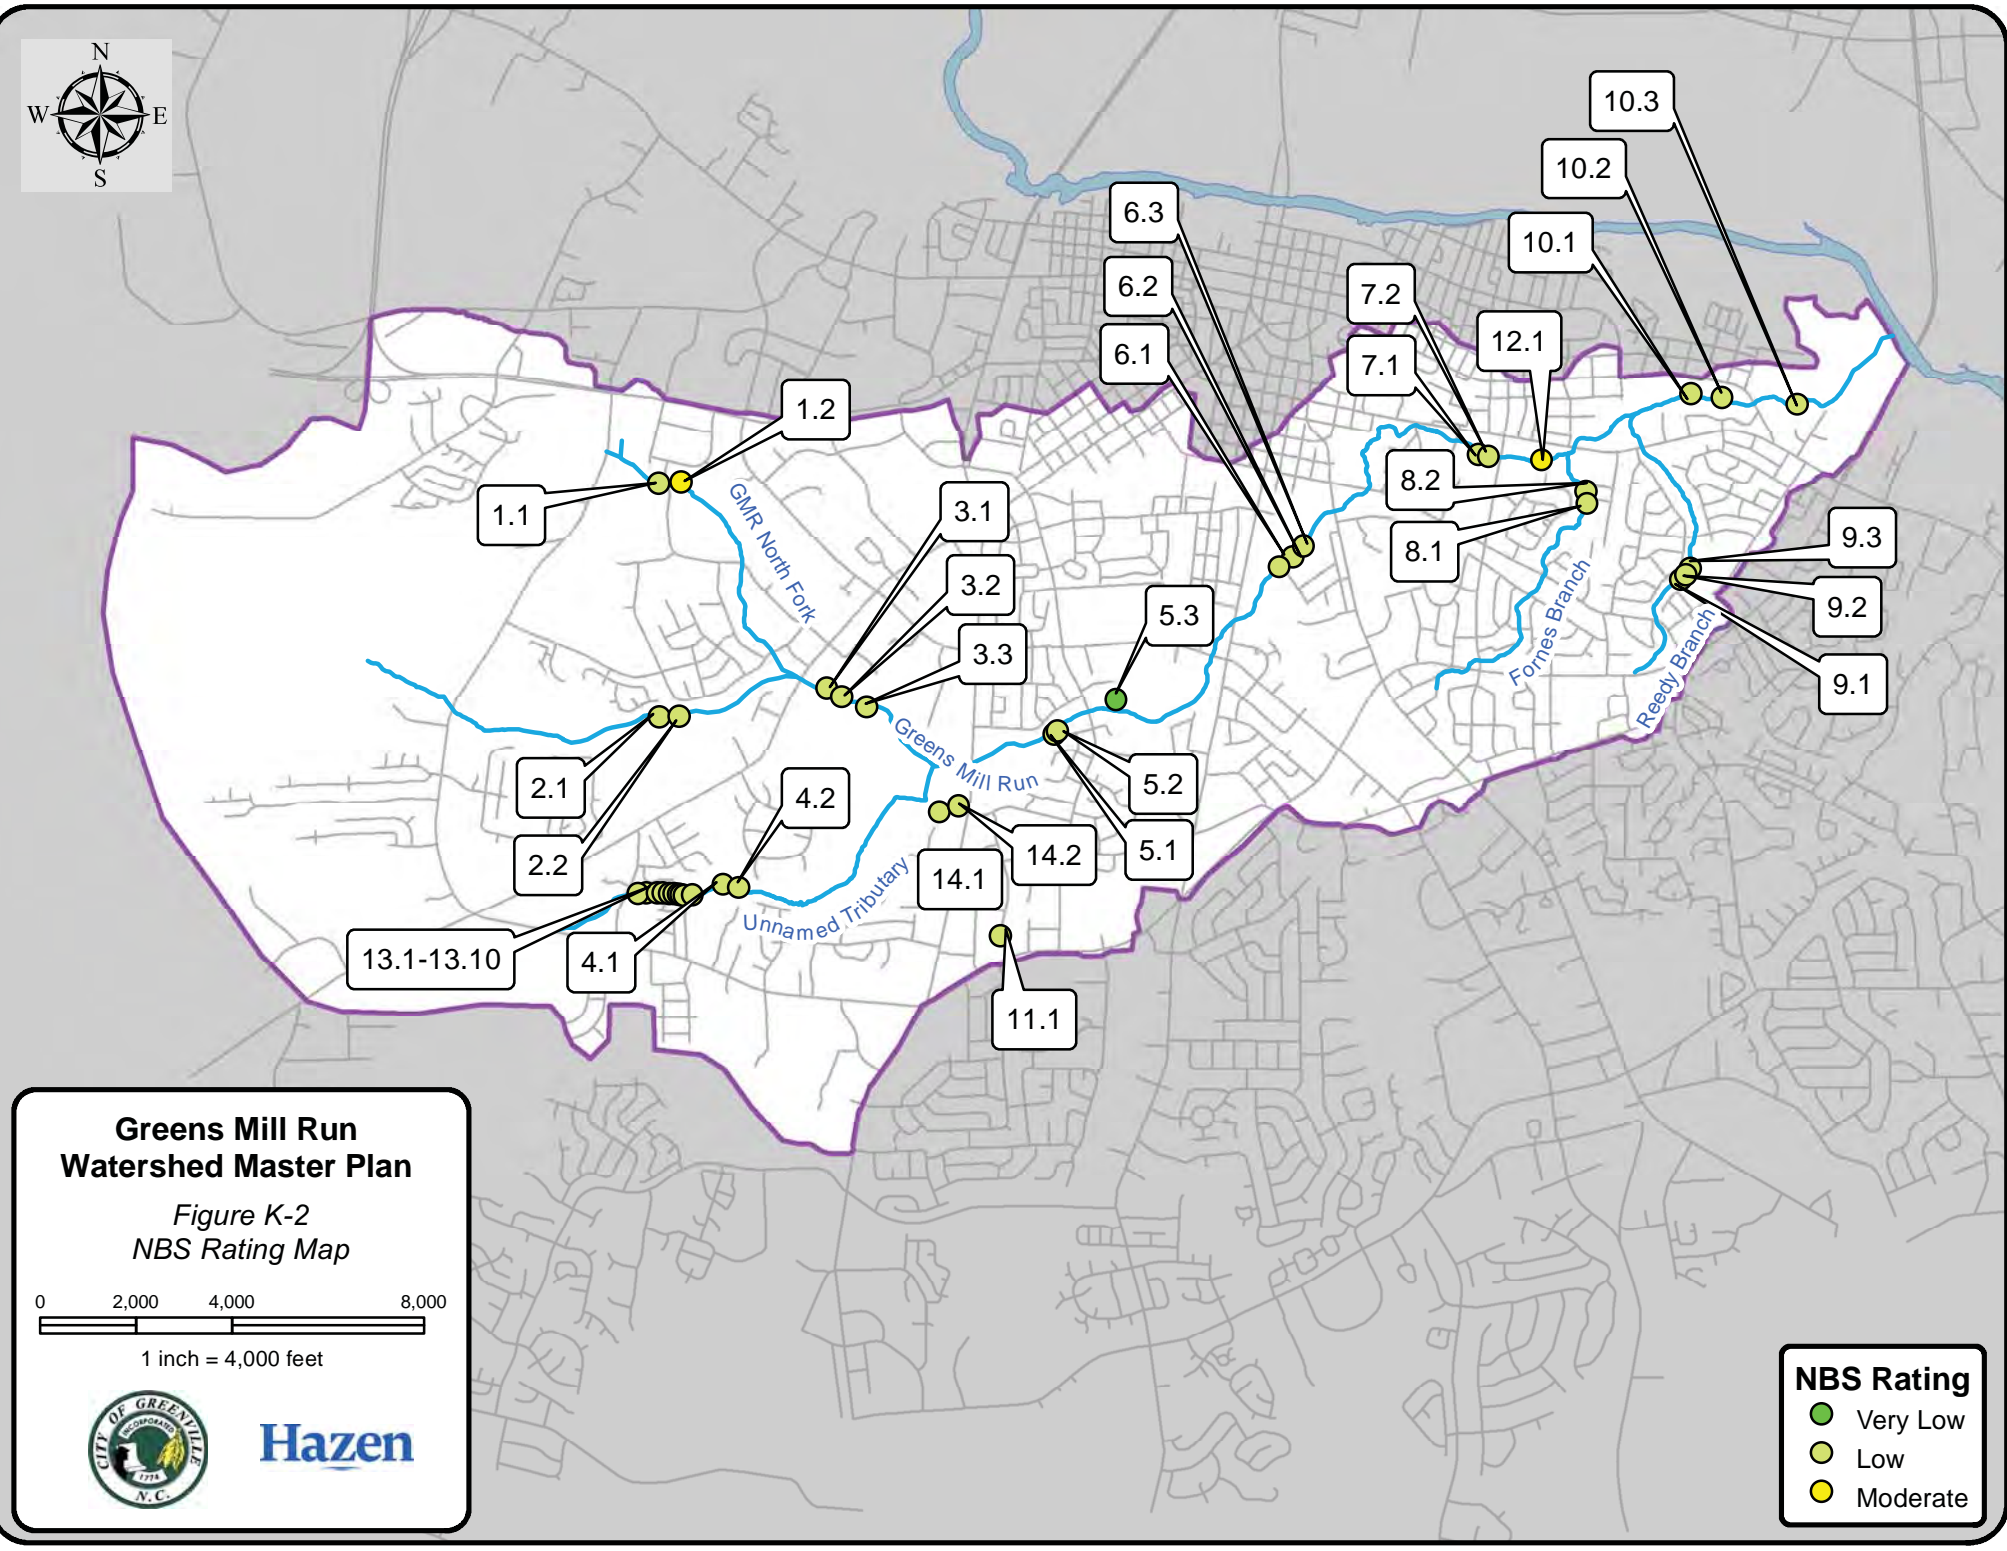 N
W
E
S
10.3
10.2
6.3
10.1
6.2
7.2
12.1
6.1
7.1
1.2
8.2
1.1
3.1
GMR North Fork
8.1
9.3
3.2
5.3
9.2
Fornes Branch
3.3
Reedy Branch
9.1
Greens Mill Run
2.1
4.2
5.2
2.2
14.1
14.2
5.1
Unnamed Tributary
13.1-13.10
4.1
11.1
Greens Mill Run
Watershed Master Plan
Figure K-2
NBS Rating Map
0 2,000 4,000 8,000
1 inch = 4,000 feet
CITY OF GREENVILLE
INCORPORATED
1774
N.C.
Hazen
NBS Rating
Very Low
Low
Moderate